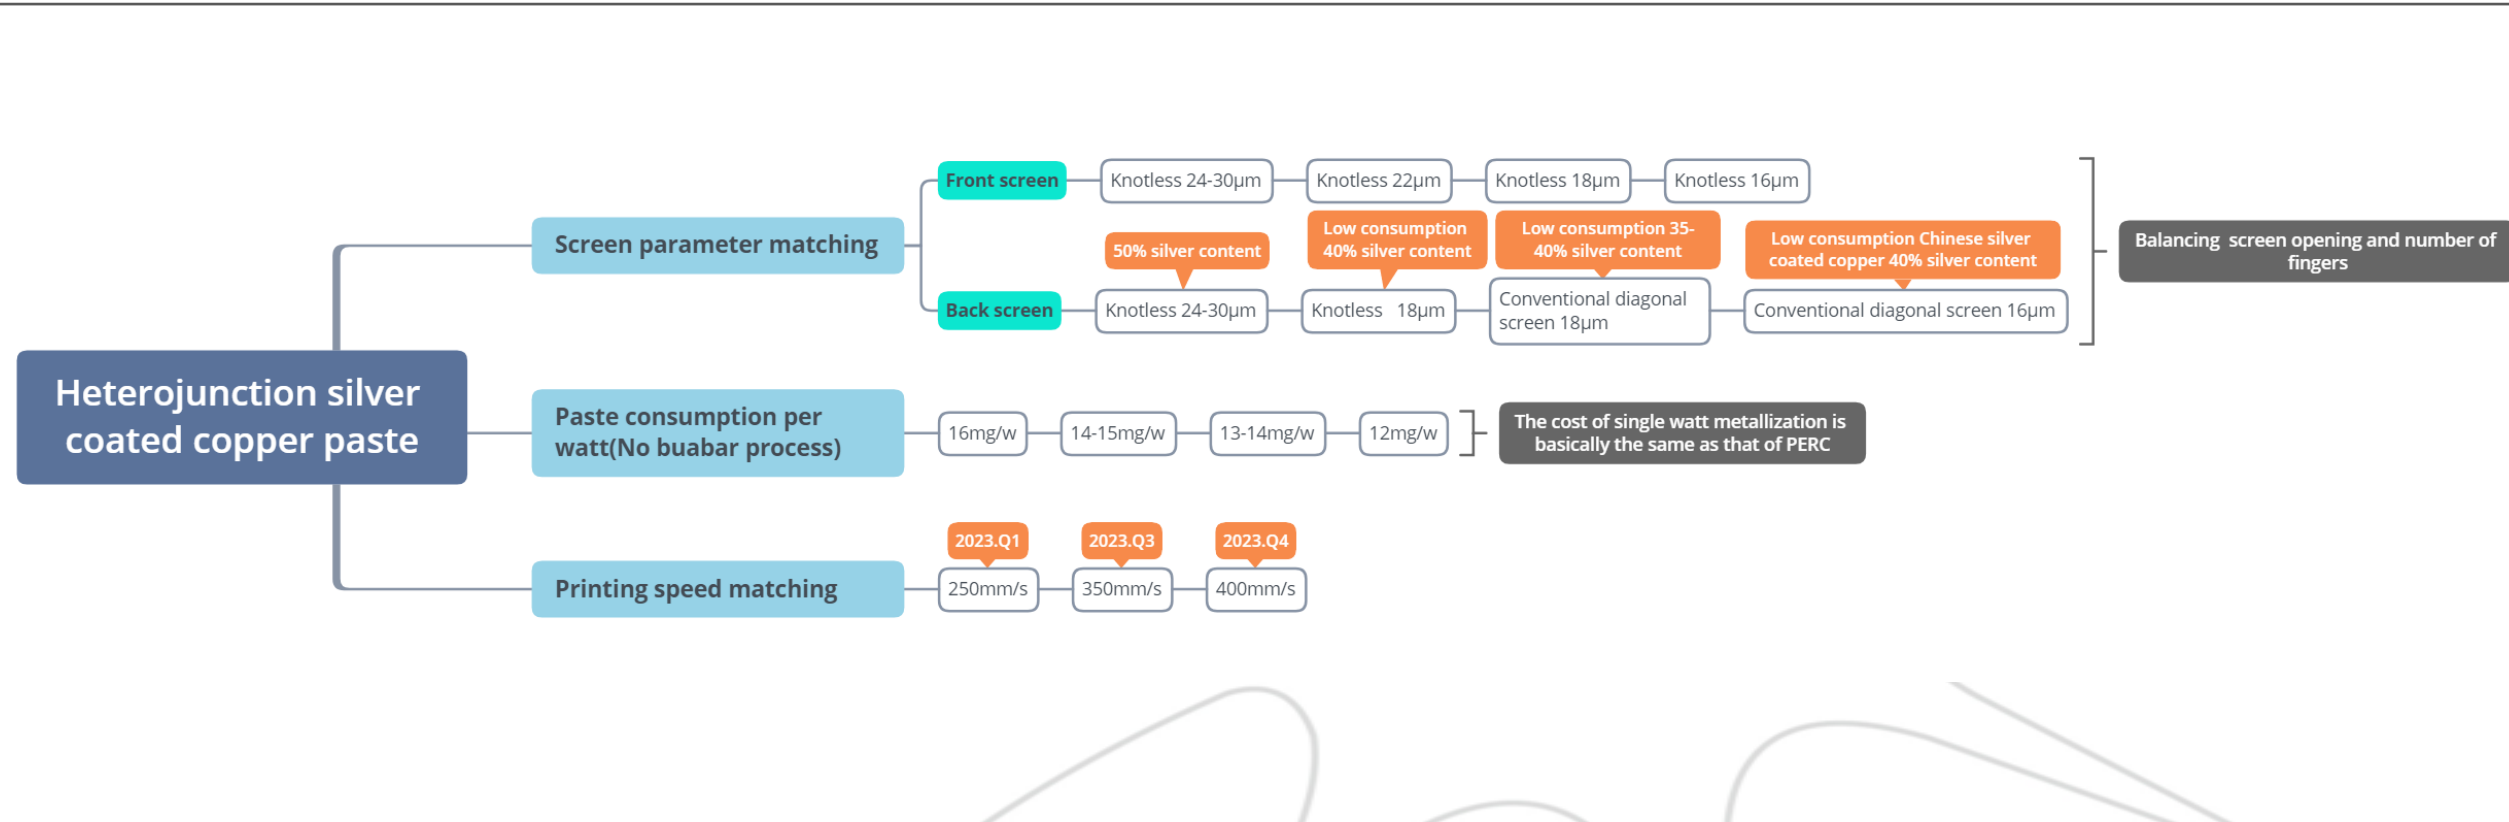 Heterojunction silver
coated copper paste
Screen parameter matching
Front screen
Knotless 24-30μm
Knotless 22μm
Knotless 18μm
Knotless 16μm
Back screen
50% silver content
Knotless 24-30μm
Low consumption
40% silver content
Knotless 18μm
Low consumption 35-
40% silver content
Conventional diagonal
screen 18μm
Low consumption Chinese silver
coated copper 40% silver content
Conventional diagonal screen 16μm
Balancing screen opening and number of
fingers
Paste consumption per
watt(No buabar process)
16mg/w
14-15mg/w
13-14mg/w
12mg/w
The cost of single watt metallization is
basically the same as that of PERC
Printing speed matching
2023.Q1
250mm/s
2023.Q3
350mm/s
2023.Q4
400mm/s